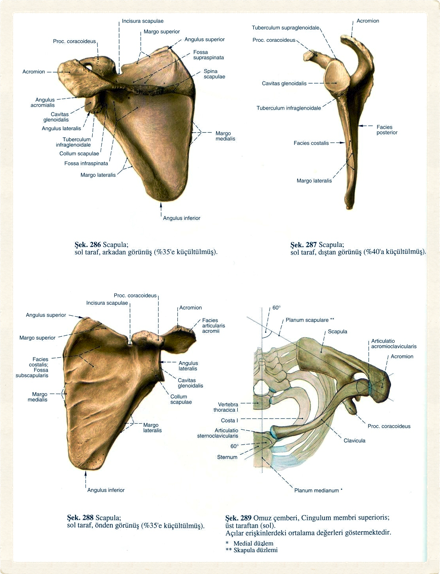 Incisura scapulae
Margo superior
Proc. coracoideus
Angulus superior
Fossa
supraspinata
Acromion
Spina
scapulae
Angulus
acromialis
Cavitas
glenoidalis
Angulus lateralis
Tuberculum
infraglenoidale
Collum scapulae
Fossa infraspinata
Margo lateralis
Margo
medialis
Angulus inferior
Şek. 286 Scapula;
sol taraf, arkadan görünüş (%35'e küçültülmüş).
Tuberculum supraglenoidale
Acromion
Proc. coracoideus
Cavitas glenoidalis
Tuberculum infraglenoidale
Facies
posterior
Facies costalis
Margo lateralis
Şek. 287 Scapula;
sol taraf, dıştan görünüş (%40'a küçültülmüş).
Proc. coracoideus
Incisura scapulae
Acromion
Angulus superior
Facies
articularis
acromii
Margo superior
Facies
costalis;
Fossa
subscapularis
Angulus
lateralis
Cavitas
glenoidalis
Margo
medialis
Collum
scapulae
Margo
lateralis
Angulus inferior
Şek. 288 Scapula;
sol taraf, önden görünüş (%35'e küçültülmüş).
60°
Planum scapulare **
Scapula
Articulatio
acromioclavicularis
Acromion
Vertebra
thoracica I
Costa I
Articulatio
sternoclavicularis
60°
Sternum
Proc. coracoideus
Clavicula
Planum medianum *
Şek. 289 Omuz çemberi, Cingulum membri superioris;
üst taraftan (sol).
Açılar erişkinlerdeki ortalama değerleri göstermektedir.
* Medial düzlem
** Skapula düzlemi